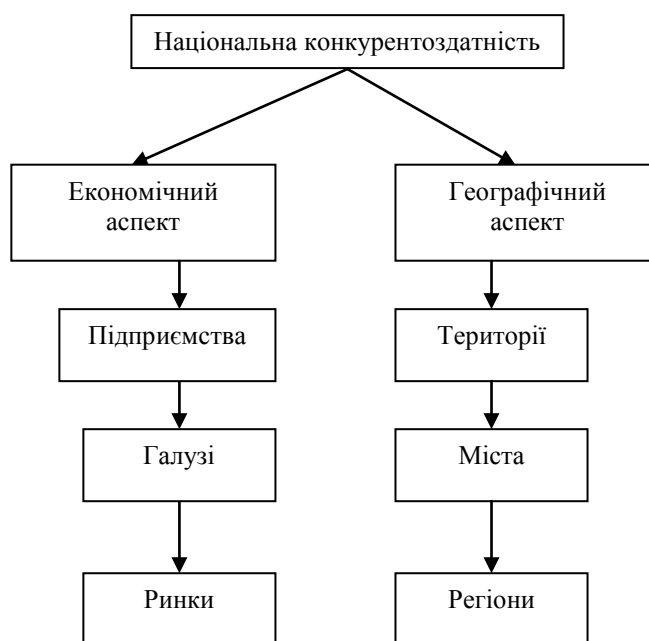 Національна конкурентоздатність
Економічний
аспект
Географічний
аспект
Підприємства
Території
Галузі
Міста
Ринки
Регіони